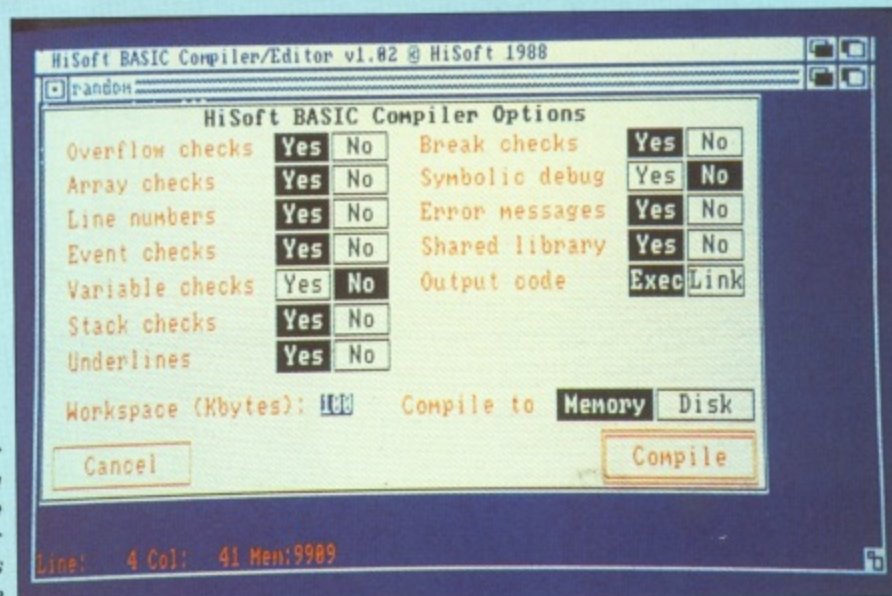 HiSoft BASIC Compiler/Editor v1.02 © HiSoft 1988
random
HiSoft BASIC Compiler Options
Overflow checks Yes No Break checks Yes No
Array checks Yes No Symbolic debug Yes No
Line numbers Yes No Error messages Yes No
Event checks Yes No Shared library Yes No
Variable checks Yes No Output code Exec Link
Stack checks Yes No
Underlines Yes No
Workspace (Kbytes): 100 Compile to Memory Disk
Cancel Compile
Line: 4 Col: 41 Mem:9909